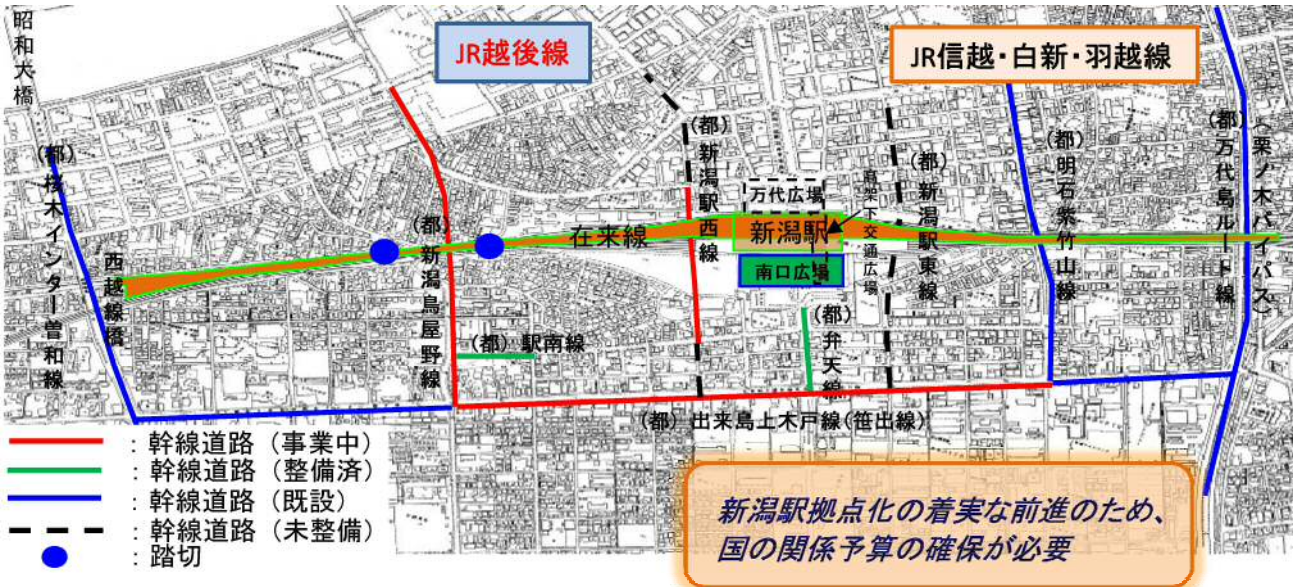 昭和大橋
JR越後線
JR信越・白新・羽越線
(都)桜木インター曽和線
西越線橋
(都)新潟鳥屋野線
(都)駅南線
在来線
(都)新潟駅西線
万代広場
新潟駅
南口広場
高架下交通広場
(都)新潟駅東線
(都)弁天線
(都)明石紫竹山線
(都)万代島ルート線
(栗ノ木バイパス)
(都)出来島上木戸線(笹出線)
:幹線道路(事業中)
:幹線道路(整備済)
:幹線道路(既設)
:幹線道路(未整備)
:踏切
新潟駅拠点化の着実な前進のため、
国の関係予算の確保が必要